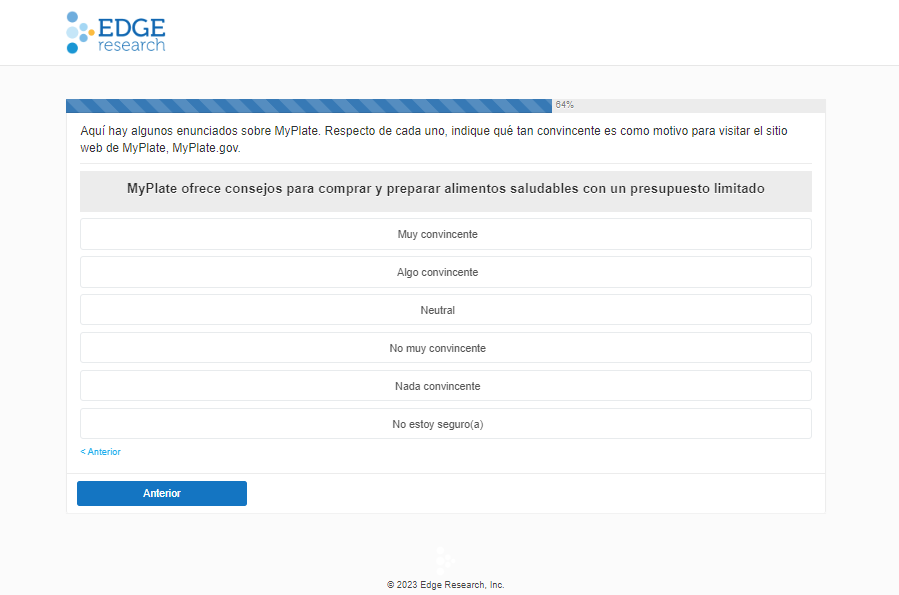 EDGE
research
64%
Aquí hay algunos enunciados sobre MyPlate. Respecto de cada uno, indique qué tan convincente es como motivo para visitar el sitio
web de MyPlate, MyPlate.gov.
MyPlate ofrece consejos para comprar y preparar alimentos saludables con un presupuesto limitado
Muy convincente
Algo convincente
Neutral
No muy convincente
Nada convincente
No estoy seguro(a)
< Anterior
Anterior
© 2023 Edge Research, Inc.